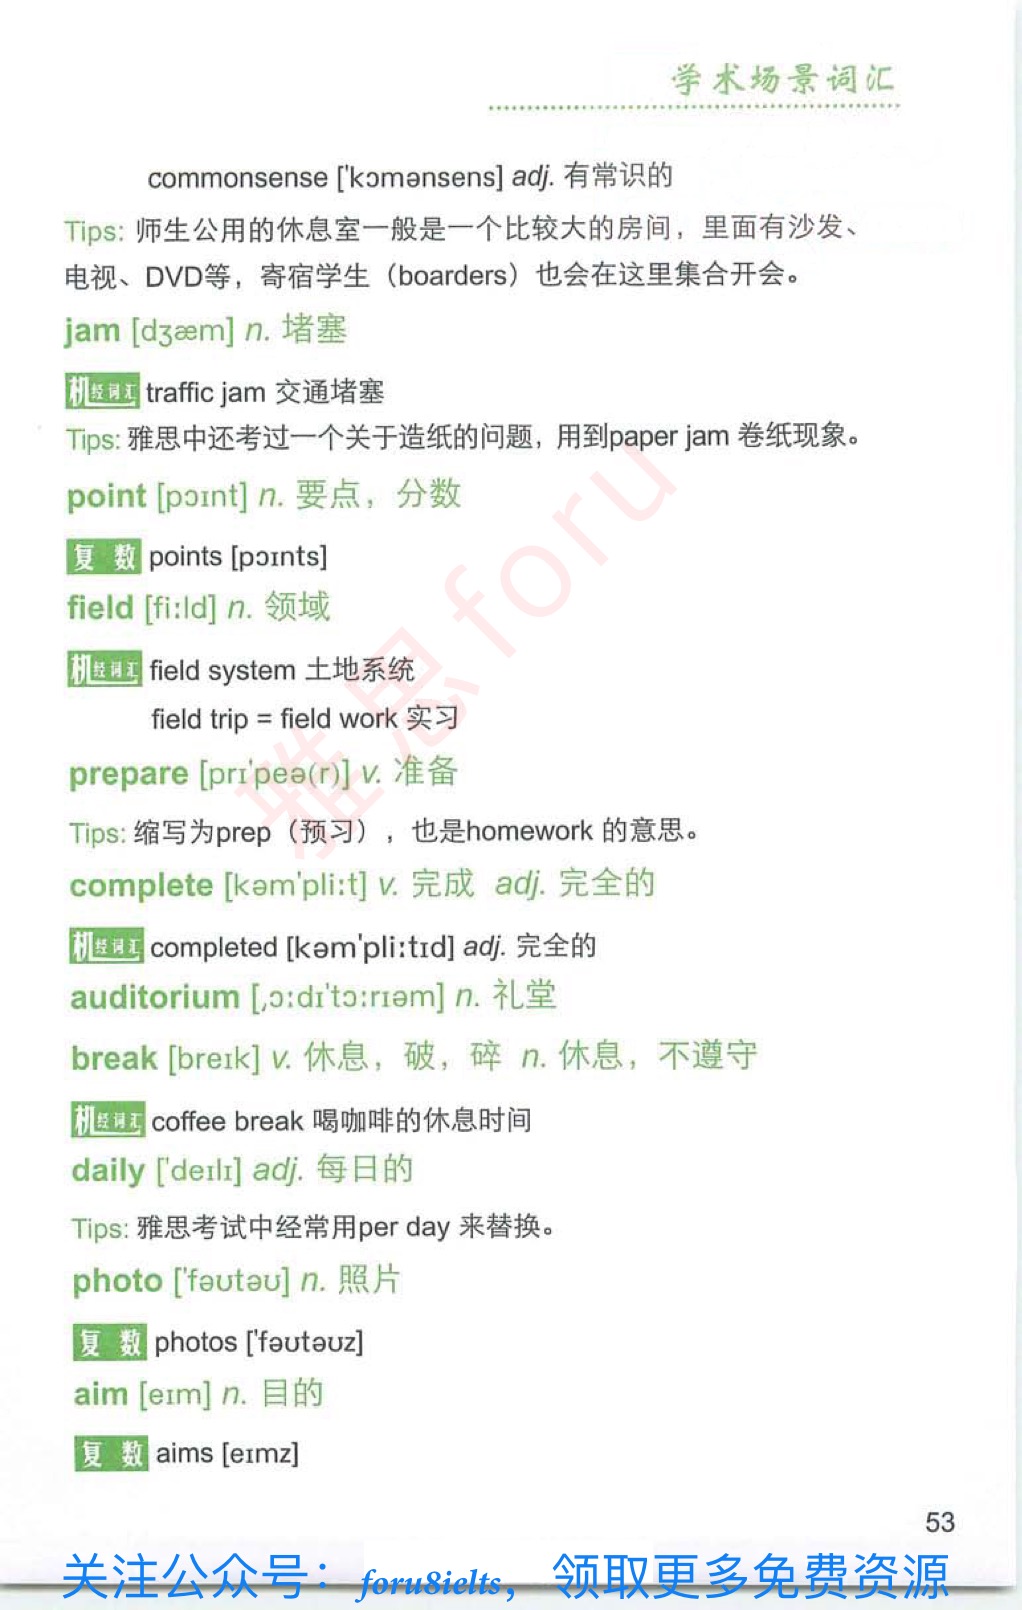 学术场景词汇
commonsense ['kɔmənsens] adj. 有常识的
Tips: 师生公用的休息室一般是一个比较大的房间，里面有沙发、
电视、DVD等，寄宿学生（boarders）也会在这里集合开会。
jam [dʒæm] n. 堵塞
机经词汇 traffic jam 交通堵塞
Tips: 雅思中还考过一个关于造纸的问题，用到paper jam 卷纸现象。
point [pɔɪnt] n. 要点，分数
复数 points [pɔɪnts]
field [fi:ld] n. 领域
机经词汇 field system 土地系统
field trip = field work 实习
prepare [prɪ'peə(r)] v. 准备
Tips: 缩写为prep（预习），也是homework 的意思。
complete [kəm'pli:t] v. 完成 adj. 完全的
机经词汇 completed [kəm'pli:tɪd] adj. 完全的
auditorium [ˌɔ:dɪ'tɔ:rɪəm] n. 礼堂
break [breɪk] v. 休息，破，碎 n. 休息，不遵守
机经词汇 coffee break 喝咖啡的休息时间
daily ['deɪlɪ] adj. 每日的
Tips: 雅思考试中经常用per day 来替换。
photo ['fəʊtəʊ] n. 照片
复数 photos ['fəʊtəʊz]
aim [eɪm] n. 目的
复数 aims [eɪmz]
53
雅思 foru
关注公众号：foru8ielts，领取更多免费资源